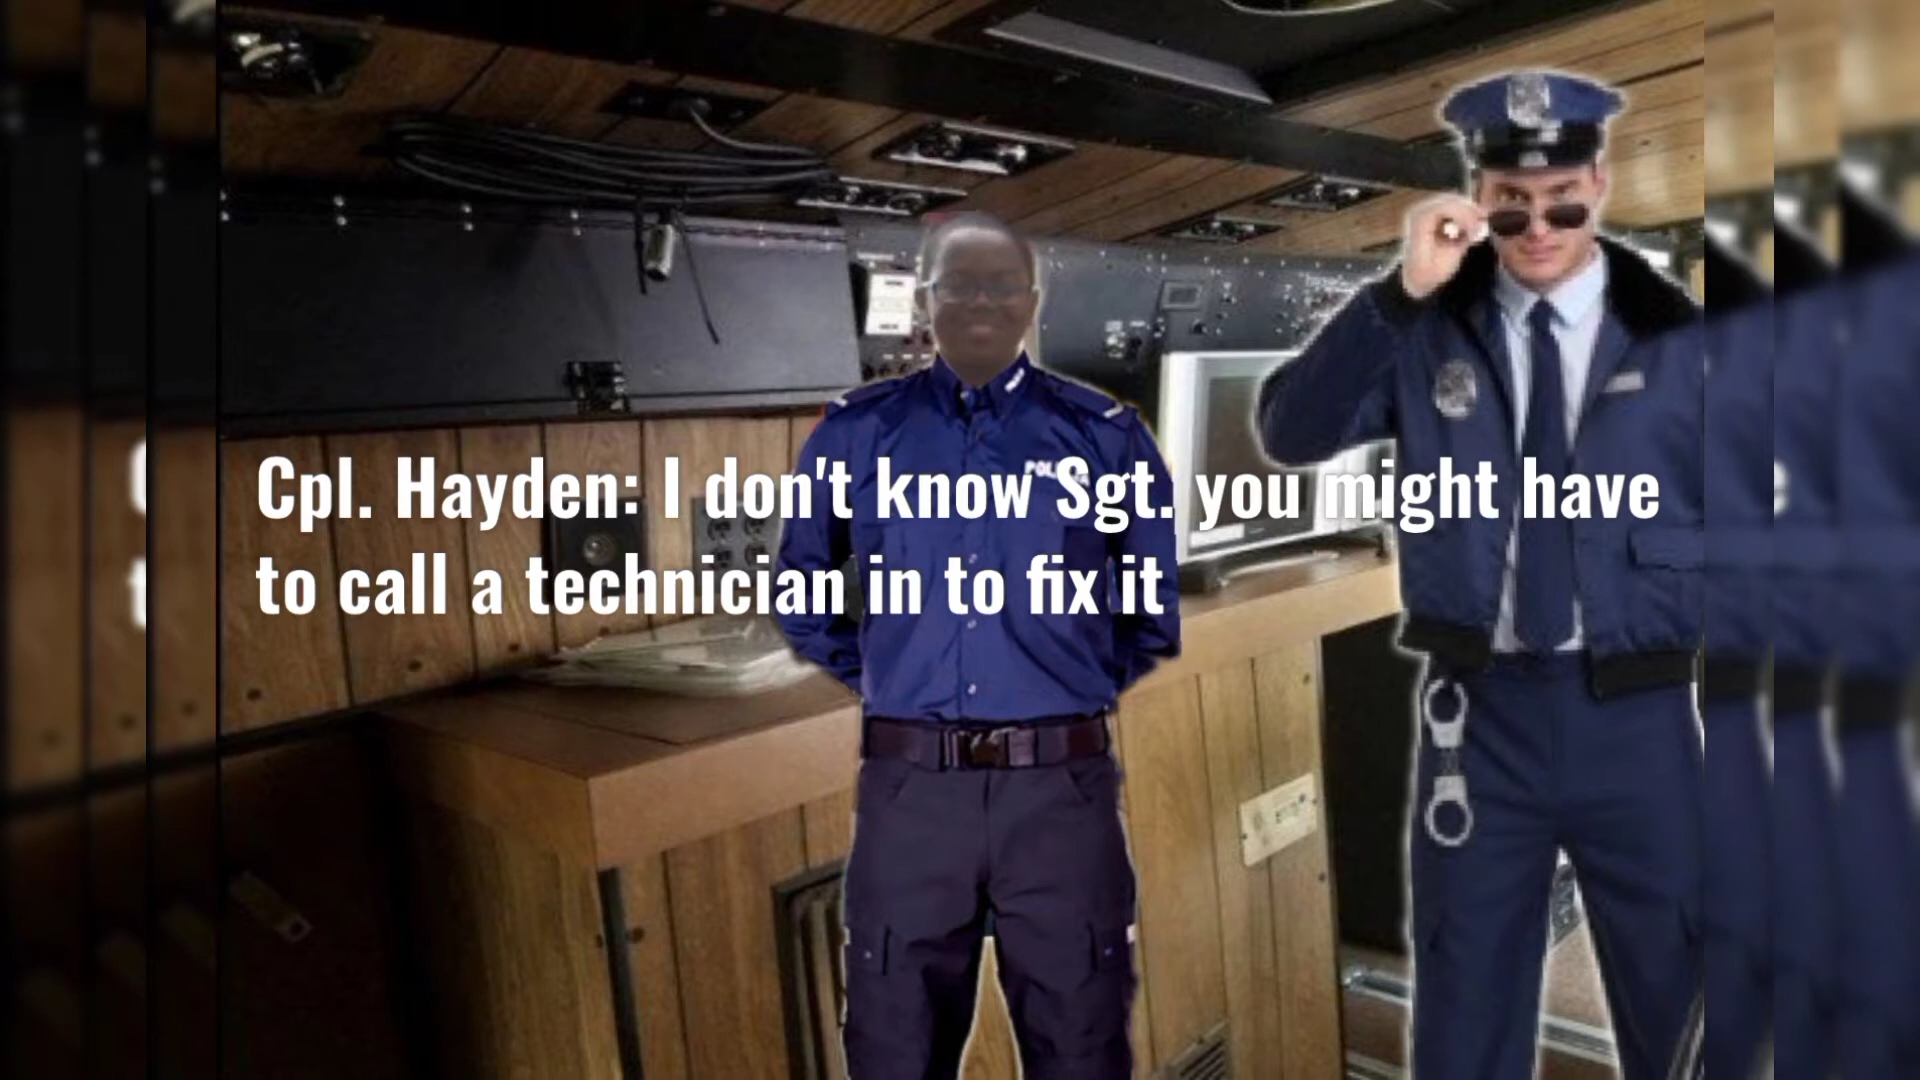 Cpl. Hayden: I don't know Sgt. you might have
to call a technician in to fix it